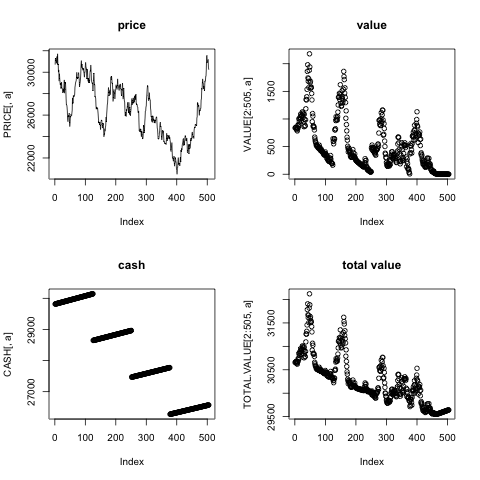 price
PRICE[, a]
22000 26000 30000
0 100 200 300 400 500
Index
value
VALUE[2:505, a]
0 500 1500
0 100 200 300 400 500
Index
cash
CASH[, a]
27000 29000
0 100 200 300 400 500
Index
total value
TOTAL.VALUE[2:505, a]
29500 30500 31500
0 100 200 300 400 500
Index